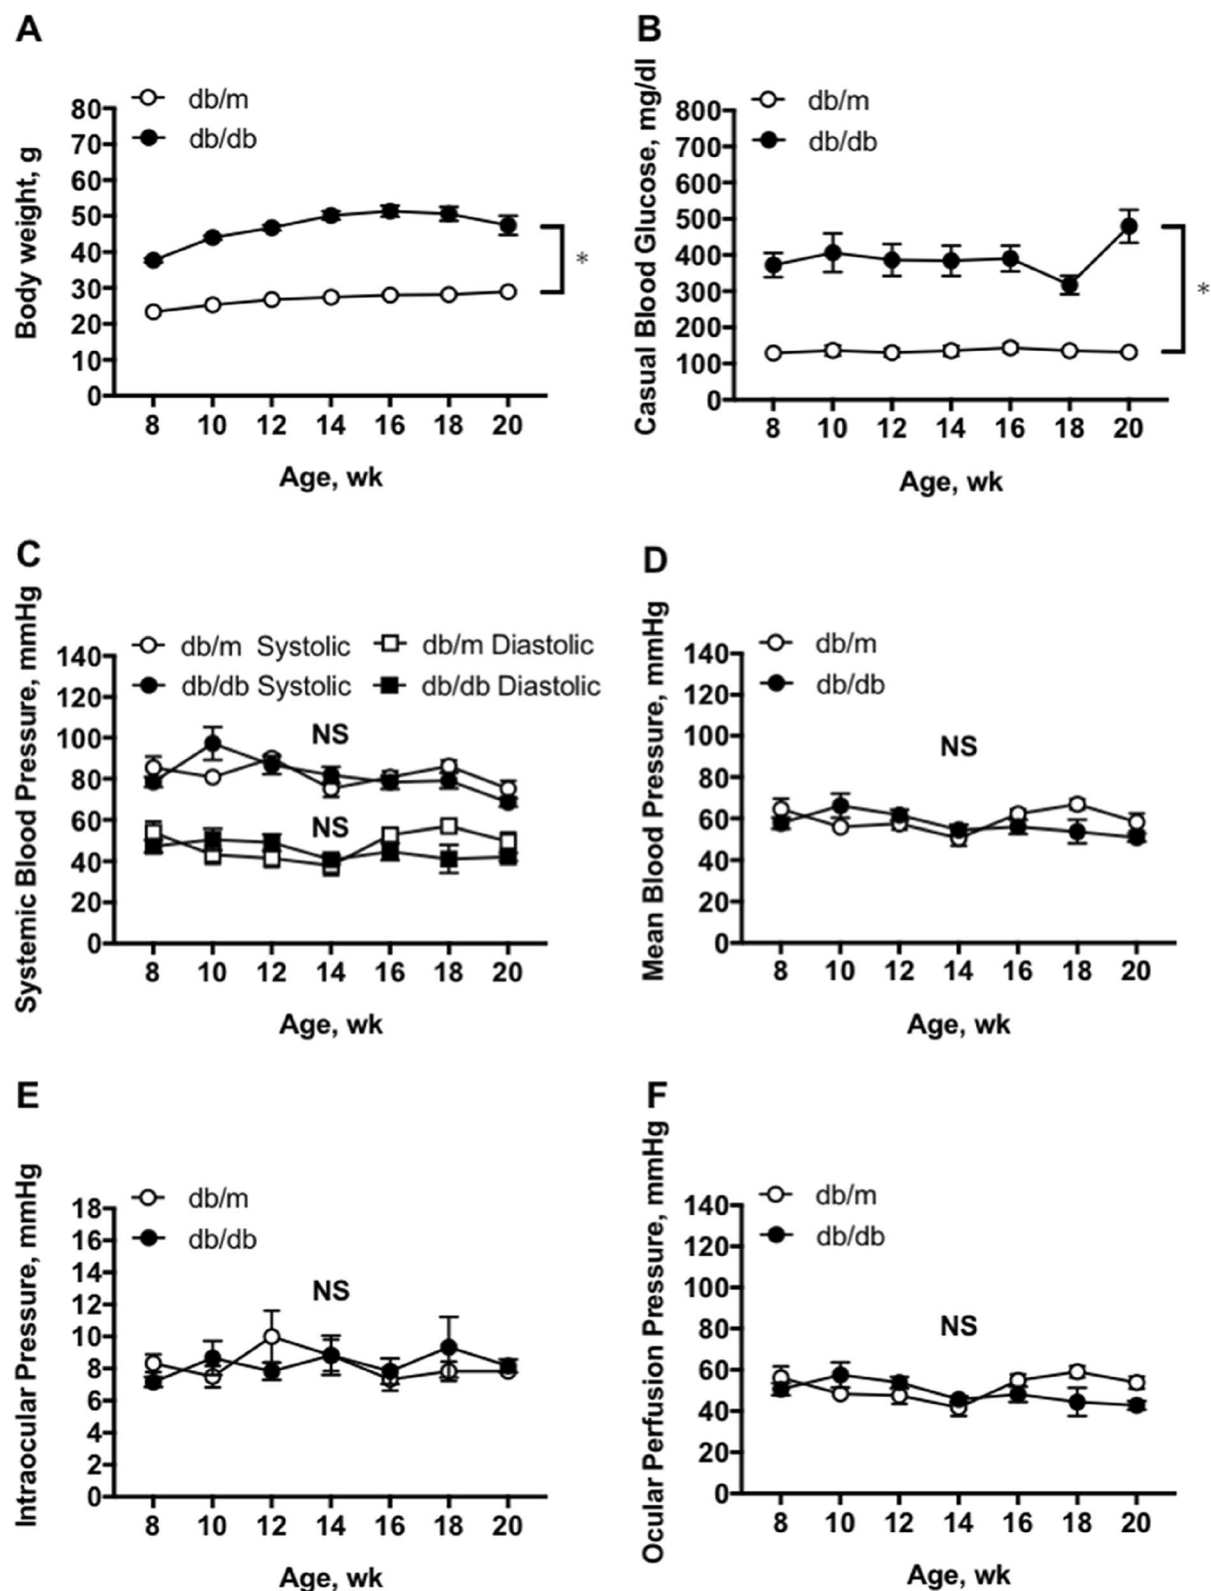 A
Body weight, g
db/m
db/db
80
70
60
50
40
30
20
10
0
*
8 10 12 14 16 18 20
Age, wk
B
Casual Blood Glucose, mg/dl
db/m
db/db
800
700
600
500
400
300
200
100
0
*
8 10 12 14 16 18 20
Age, wk
C
Systemic Blood Pressure, mmHg
db/m Systolic db/m Diastolic
db/db Systolic db/db Diastolic
140
120
100
80
60
40
20
0
NS
NS
8 10 12 14 16 18 20
Age, wk
D
Mean Blood Pressure, mmHg
db/m
db/db
140
120
100
80
60
40
20
0
NS
8 10 12 14 16 18 20
Age, wk
E
Intraocular Pressure, mmHg
db/m
db/db
18
16
14
12
10
8
6
4
2
0
NS
8 10 12 14 16 18 20
Age, wk
F
Ocular Perfusion Pressure, mmHg
db/m
db/db
140
120
100
80
60
40
20
0
NS
8 10 12 14 16 18 20
Age, wk